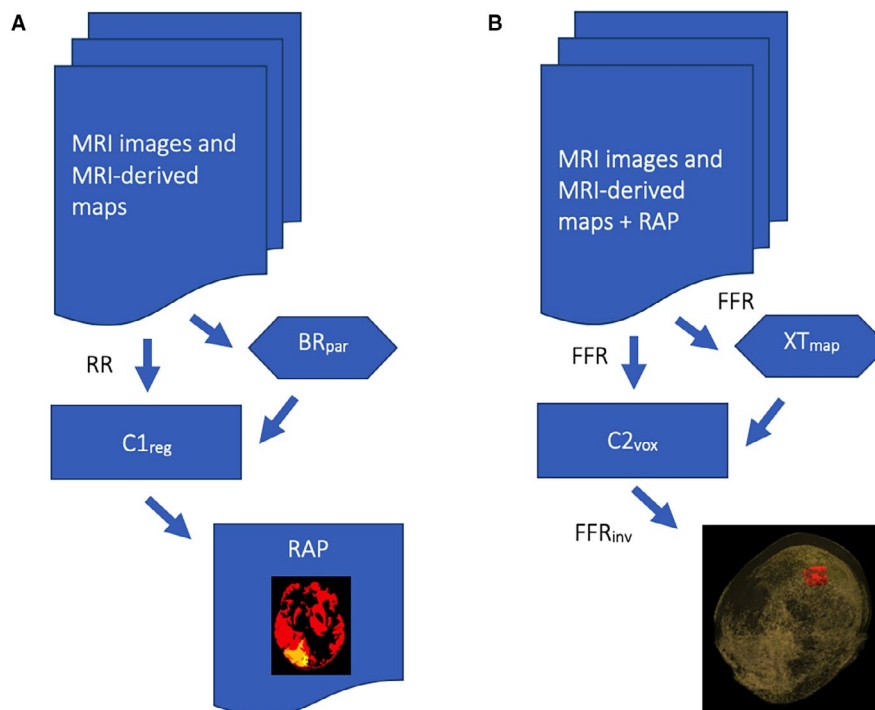 A
MRI images and
MRI-derived
maps
RR
BRpar
C1reg
RAP
B
MRI images and
MRI-derived
maps + RAP
FFR
FFR
XTmap
C2vox
FFRinv